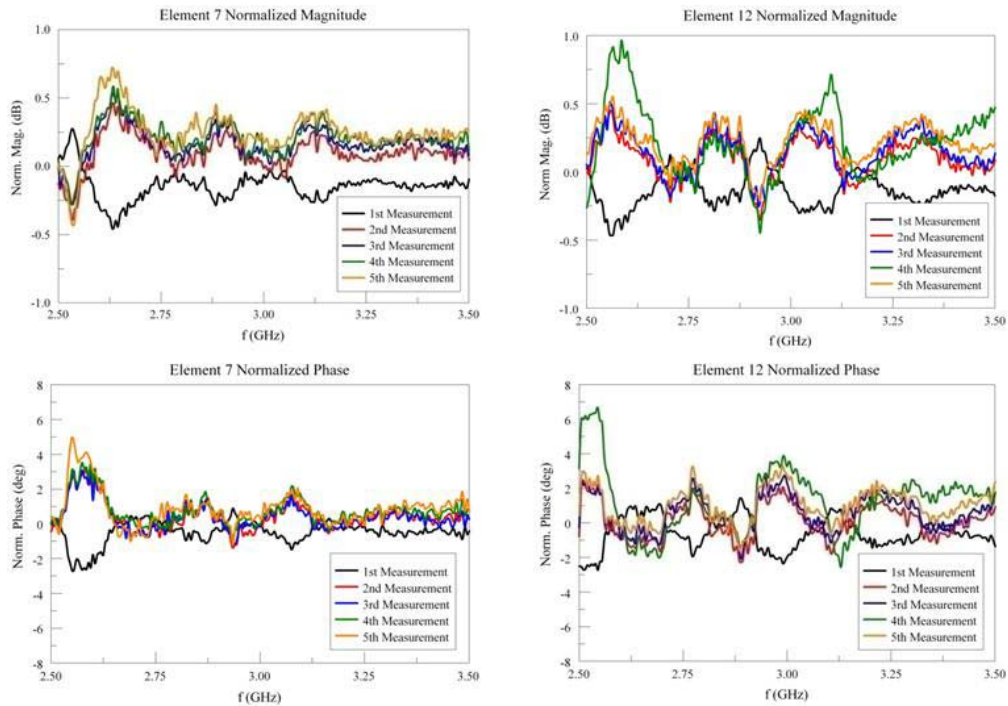 Element 7 Normalized Magnitude
1.0
0.5
0.0
-0.5
-1.0
Norm. Mag. (dB)
1st Measurement
2nd Measurement
3rd Measurement
4th Measurement
5th Measurement
2.50 2.75 3.00 3.25 3.50
f (GHz)
Element 12 Normalized Magnitude
1.0
0.5
0.0
-0.5
-1.0
Norm Mag. (dB)
1st Measurement
2nd Measurement
3rd Measurement
4th Measurement
5th Measurement
2.50 2.75 3.00 3.25 3.50
f (GHz)
Element 7 Normalized Phase
8
6
4
2
0
-2
-4
-6
-8
Norm. Phase (deg)
1st Measurement
2nd Measurement
3rd Measurement
4th Measurement
5th Measurement
2.50 2.75 3.00 3.25 3.50
f (GHz)
Element 12 Normalized Phase
8
6
4
2
0
-2
-4
-6
-8
Norm. Phase (deg)
1st Measurement
2nd Measurement
3rd Measurement
4th Measurement
5th Measurement
2.50 2.75 3.00 3.25 3.50
f (GHz)